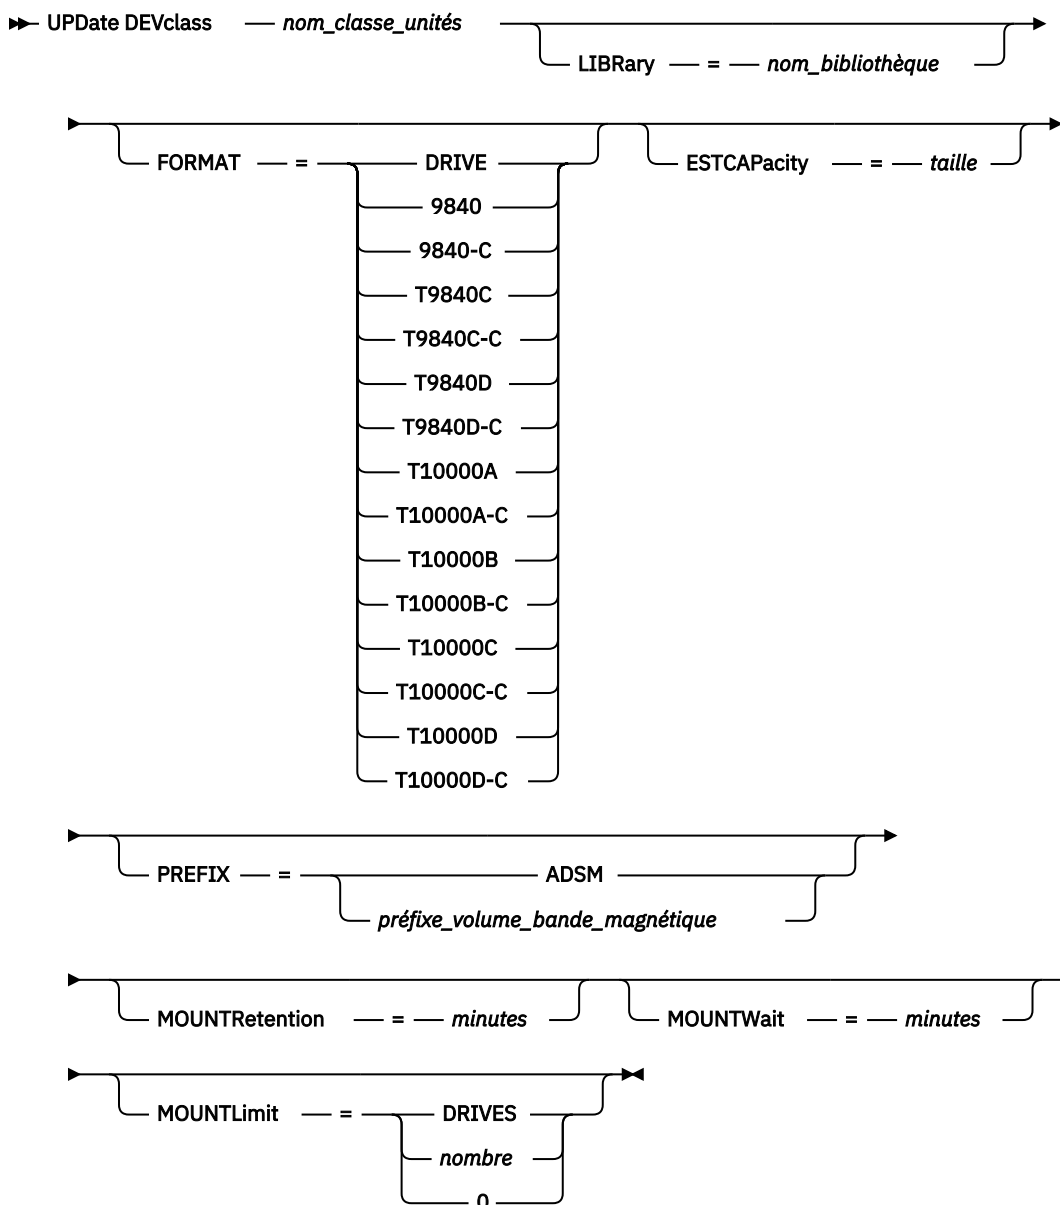 UPDate DEVclass nom_classe_unités
LIBRary = nom_bibliothèque
FORMAT = DRIVE
ESTCAPacity = taille
9840
9840-C
T9840C
T9840C-C
T9840D
T9840D-C
T10000A
T10000A-C
T10000B
T10000B-C
T10000C
T10000C-C
T10000D
T10000D-C
PREFIX = ADSM
préfixe_volume_bande_magnétique
MOUNTRetention = minutes
MOUNTWait = minutes
MOUNTLimit = DRIVES
nombre
0